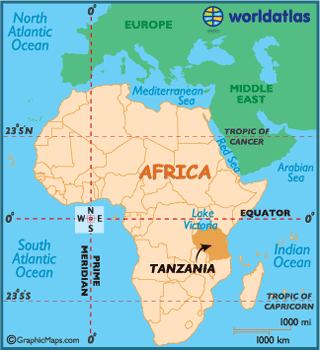 North
Atlantic
Ocean
0°
EUROPE
worldatlas
Mediterranean
Sea
MIDDLE
EAST
23°5N
TROPIC OF
CANCER
Red Sea
Arabian
Sea
AFRICA
Lake
Victoria
EQUATOR
0°
0°
N
W E
S
South
Atlantic
Ocean
PRIME
MERIDIAN
TANZANIA
Indian
Ocean
23°5S
TROPIC OF
CAPRICORN
1000 mi
1000 km
©GraphicMaps.com
0°